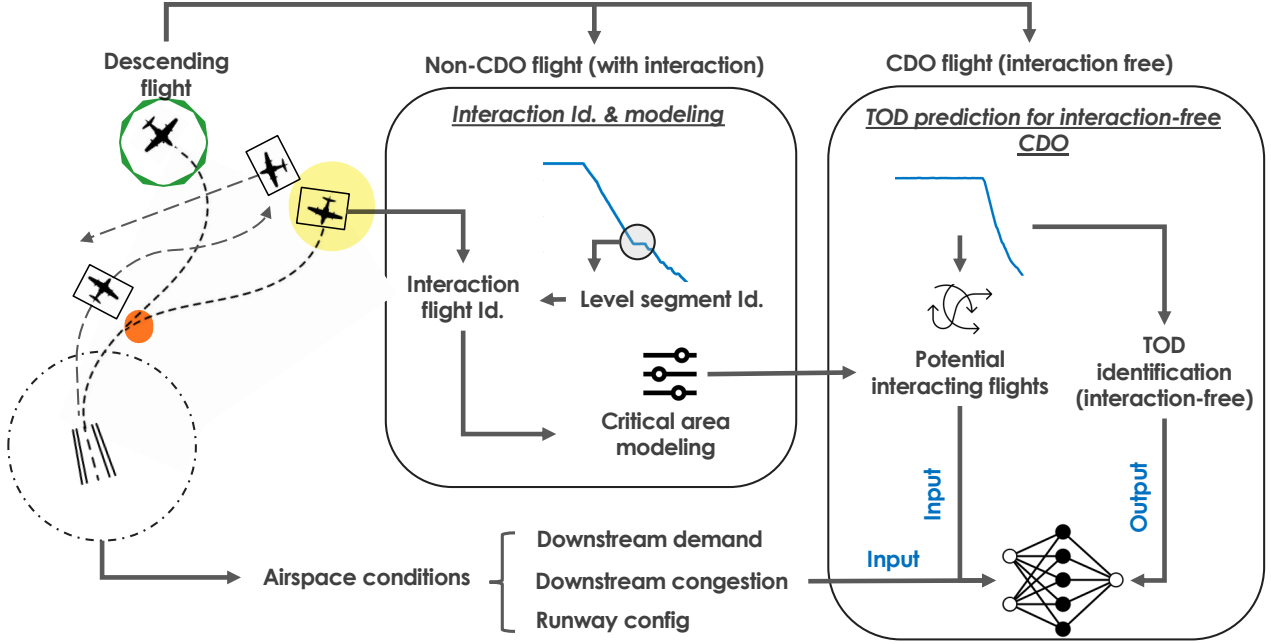 Descending
flight
Non-CDO flight (with interaction)
CDO flight (interaction free)
Interaction Id. & modeling
TOD prediction for interaction-free
CDO
Interaction
flight Id.
Level segment Id.
Critical area
modeling
Potential
interacting flights
TOD
identification
(interaction-free)
Input
Output
Airspace conditions
Downstream demand
Downstream congestion
Runway config
Input